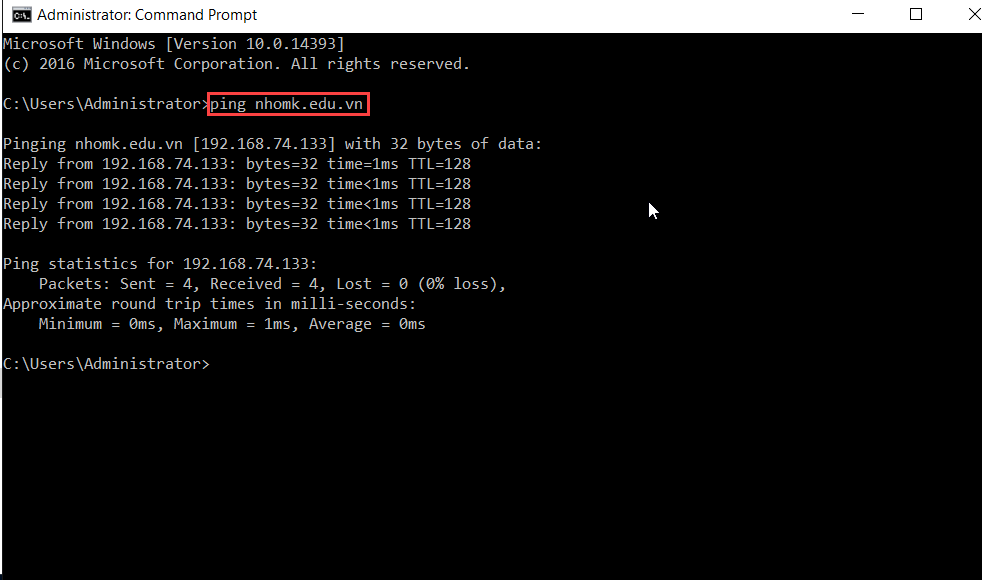 Administrator: Command Prompt
Microsoft Windows [Version 10.0.14393]
(c) 2016 Microsoft Corporation. All rights reserved.
C:\Users\Administrator>ping nhomk.edu.vn
Pinging nhomk.edu.vn [192.168.74.133] with 32 bytes of data:
Reply from 192.168.74.133: bytes=32 time=1ms TTL=128
Reply from 192.168.74.133: bytes=32 time<1ms TTL=128
Reply from 192.168.74.133: bytes=32 time<1ms TTL=128
Reply from 192.168.74.133: bytes=32 time<1ms TTL=128
Ping statistics for 192.168.74.133:
    Packets: Sent = 4, Received = 4, Lost = 0 (0% loss),
Approximate round trip times in milli-seconds:
    Minimum = 0ms, Maximum = 1ms, Average = 0ms
C:\Users\Administrator>